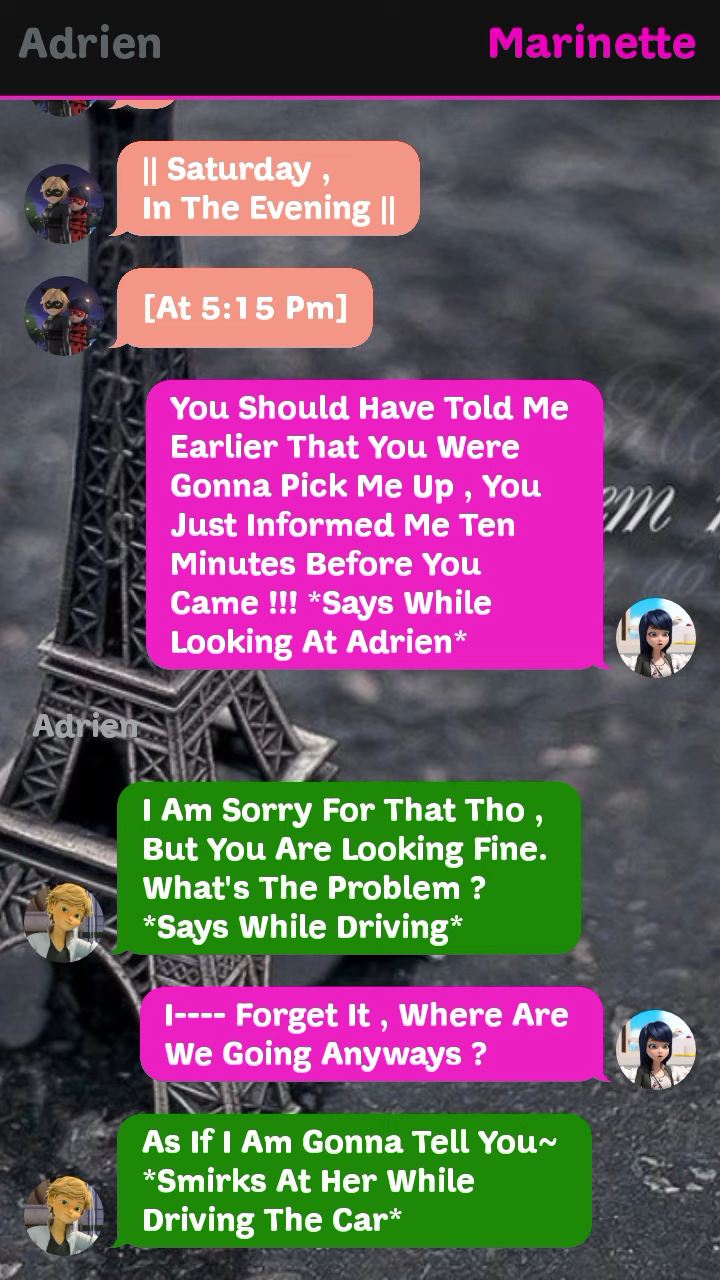 Adrien
Marinette
|| Saturday ,
In The Evening ||
[At 5:15 Pm]
You Should Have Told Me
Earlier That You Were
Gonna Pick Me Up , You
Just Informed Me Ten
Minutes Before You
Came !!! *Says While
Looking At Adrien*
Adrien
I Am Sorry For That Tho ,
But You Are Looking Fine.
What's The Problem ?
*Says While Driving*
I---- Forget It , Where Are
We Going Anyways ?
As If I Am Gonna Tell You~
*Smirks At Her While
Driving The Car*